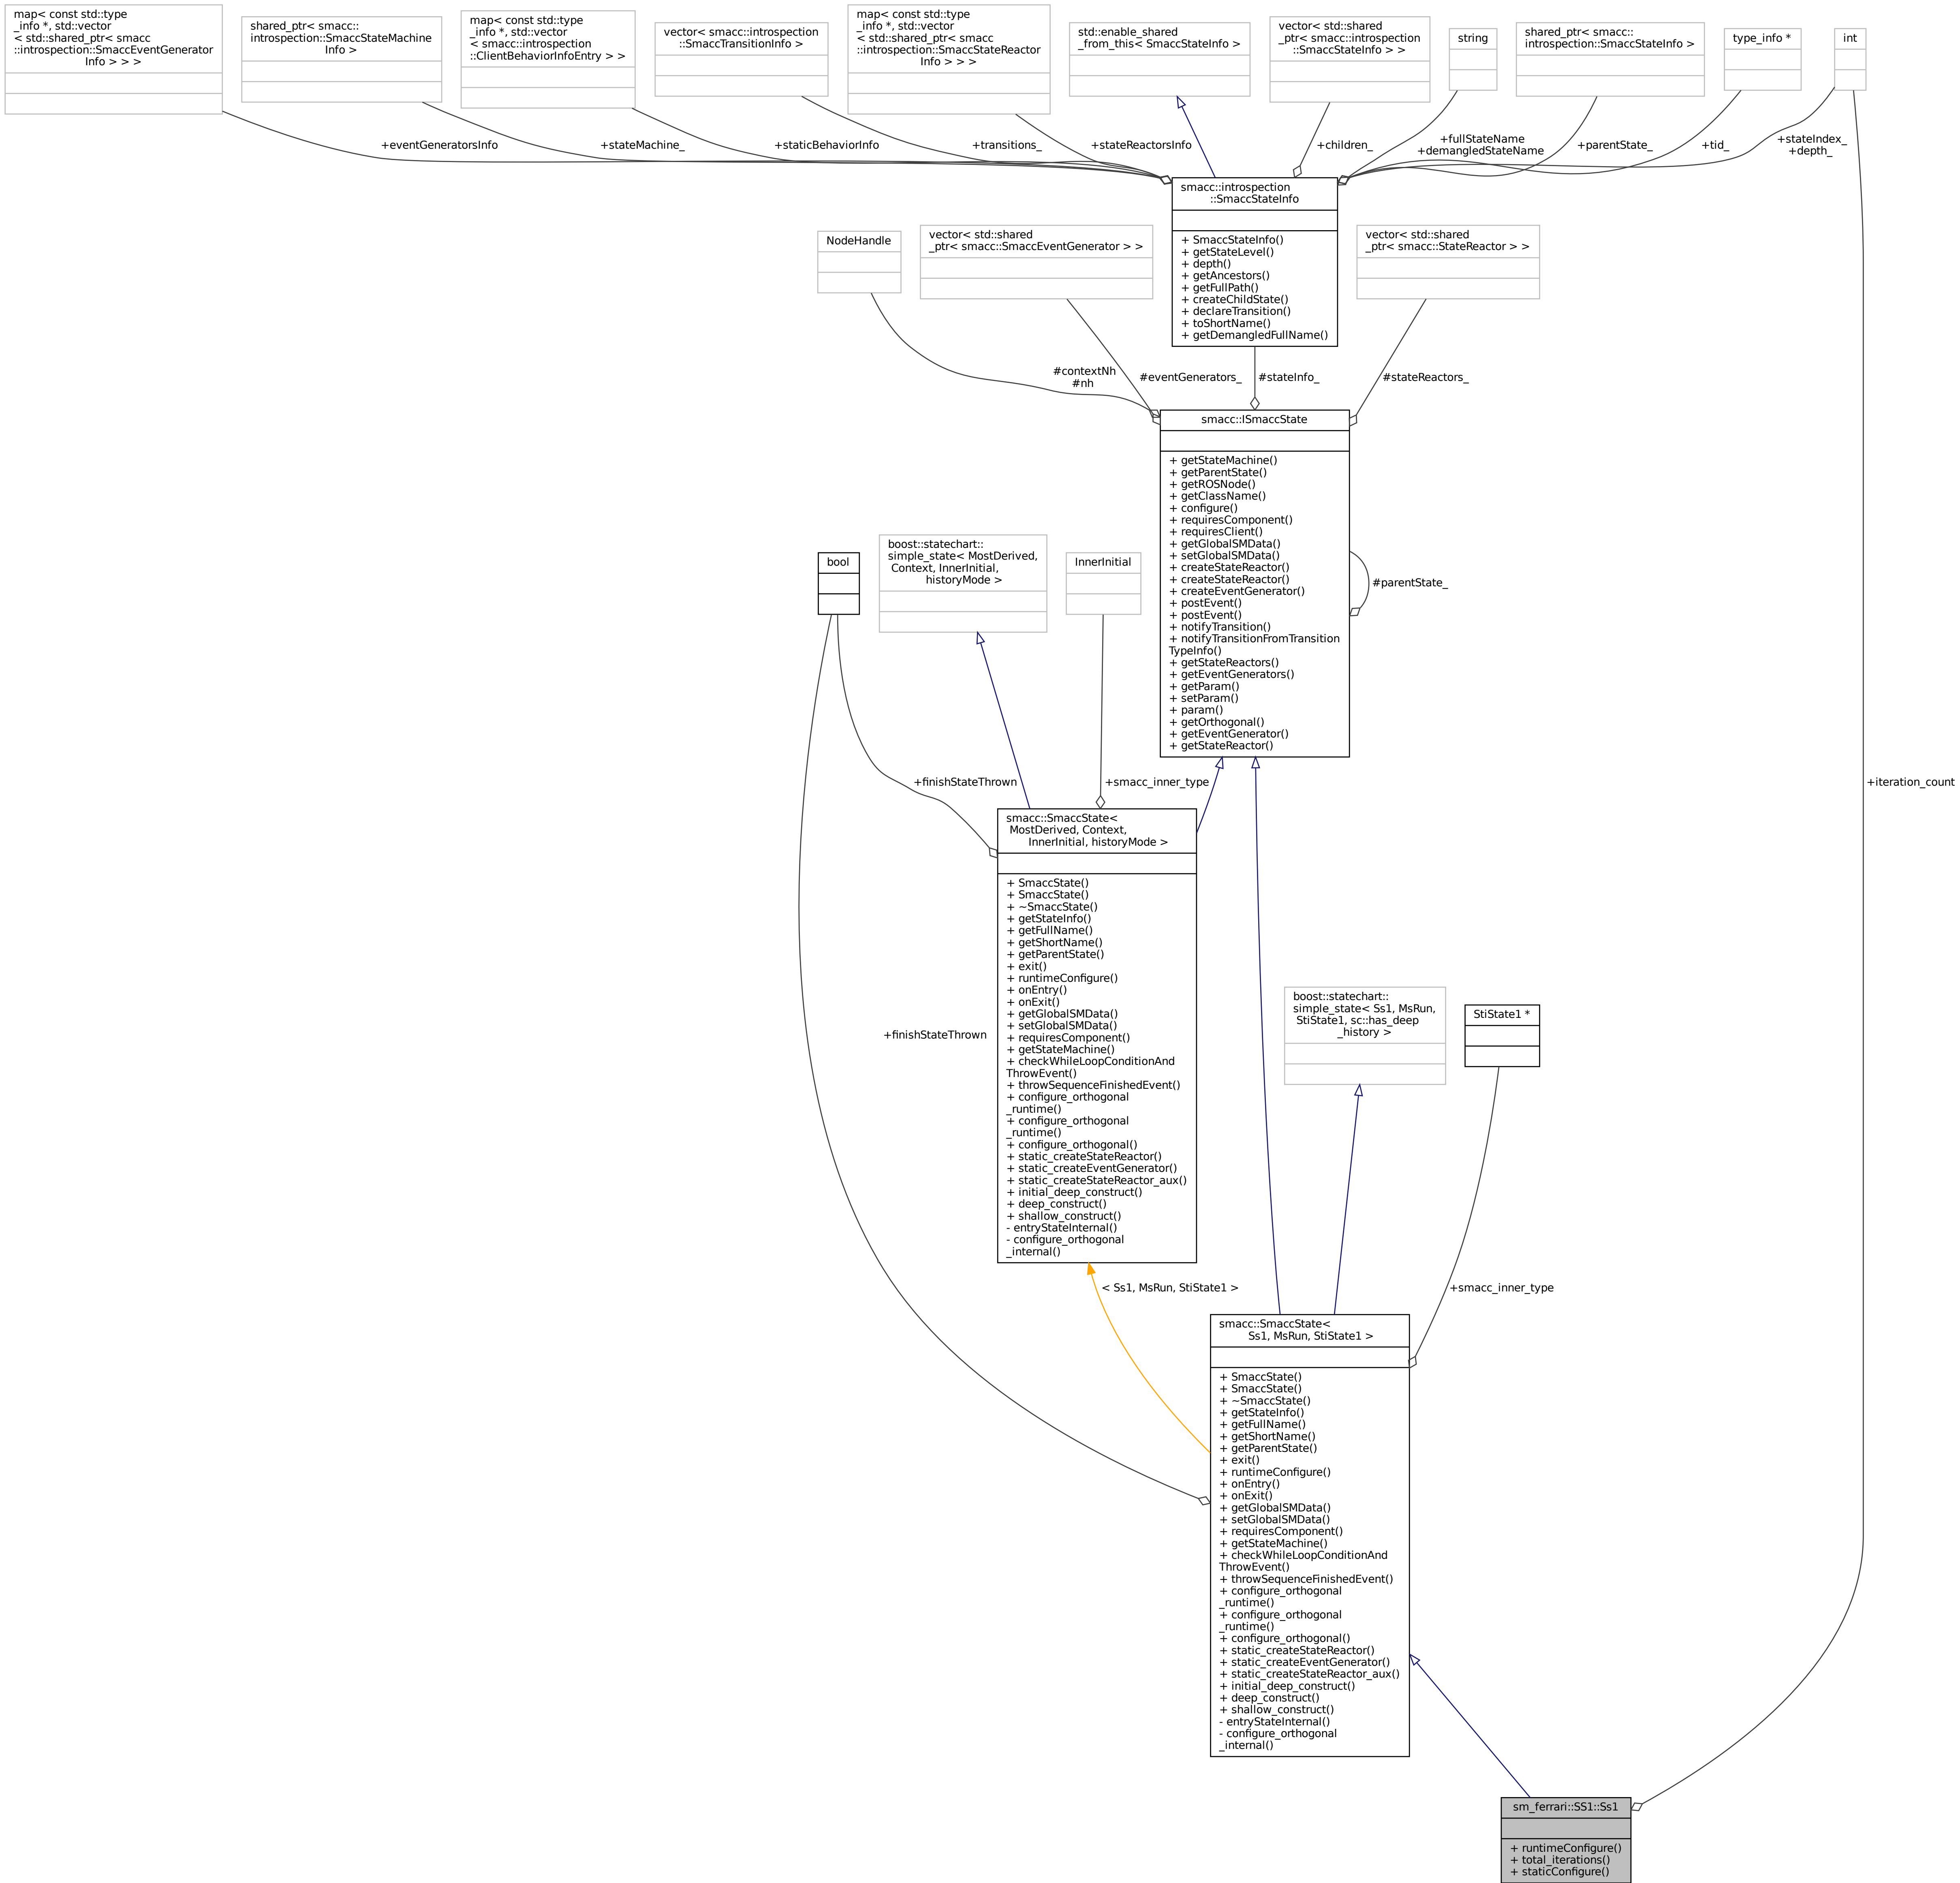 map< const std::type
_info *, std::vector
< std::shared_ptr< smacc
::introspection::SmaccEventGenerator
Info > > >
shared_ptr< smacc::
introspection::SmaccStateMachine
Info >
map< const std::type
_info *, std::vector
< smacc::introspection
::ClientBehaviorInfoEntry > >
vector< smacc::introspection
::SmaccTransitionInfo >
map< const std::type
_info *, std::vector
< std::shared_ptr< smacc
::introspection::SmaccStateReactor
Info > > >
std::enable_shared
_from_this< SmaccStateInfo >
vector< std::shared
_ptr< smacc::introspection
::SmaccStateInfo > >
string
shared_ptr< smacc::
introspection::SmaccStateInfo >
type_info *
int
+eventGeneratorsInfo
+stateMachine_
+staticBehaviorInfo
+transitions_
+stateReactorsInfo
+children_
+fullStateName
+demangledStateName
+parentState_
+tid_
+stateIndex_
+depth_
smacc::introspection
::SmaccStateInfo
+ SmaccStateInfo()
+ getStateLevel()
+ depth()
+ getAncestors()
+ getFullPath()
+ createChildState()
+ declareTransition()
+ toShortName()
+ getDemangledFullName()
NodeHandle
vector< std::shared
_ptr< smacc::SmaccEventGenerator > >
vector< std::shared
_ptr< smacc::StateReactor > >
#contextNh
#nh
#eventGenerators_
#stateInfo_
#stateReactors_
smacc::ISmaccState
+ getStateMachine()
+ getParentState()
+ getROSNode()
+ getClassName()
+ configure()
+ requiresComponent()
+ requiresClient()
+ getGlobalSMData()
+ setGlobalSMData()
+ createStateReactor()
+ createStateReactor()
+ createEventGenerator()
+ postEvent()
+ postEvent()
+ notifyTransition()
+ notifyTransitionFromTransition
TypeInfo()
+ getStateReactors()
+ getEventGenerators()
+ getParam()
+ setParam()
+ param()
+ getOrthogonal()
+ getEventGenerator()
+ getStateReactor()
#parentState_
bool
boost::statechart::
simple_state< MostDerived,
Context, InnerInitial,
historyMode >
InnerInitial
+finishStateThrown
+smacc_inner_type
+iteration_count
smacc::SmaccState<
MostDerived, Context,
InnerInitial, historyMode >
+ SmaccState()
+ SmaccState()
+ ~SmaccState()
+ getStateInfo()
+ getFullName()
+ getShortName()
+ getParentState()
+ exit()
+ runtimeConfigure()
+ onEntry()
+ onExit()
+ getGlobalSMData()
+ setGlobalSMData()
+ requiresComponent()
+ getStateMachine()
+ checkWhileLoopConditionAnd
ThrowEvent()
+ throwSequenceFinishedEvent()
+ configure_orthogonal
_runtime()
+ configure_orthogonal
_runtime()
+ configure_orthogonal()
+ static_createStateReactor()
+ static_createEventGenerator()
+ static_createStateReactor_aux()
+ initial_deep_construct()
+ deep_construct()
+ shallow_construct()
- entryStateInternal()
- configure_orthogonal
_internal()
+finishStateThrown
boost::statechart::
simple_state< Ss1, MsRun,
StiState1, sc::has_deep
_history >
StiState1 *
< Ss1, MsRun, StiState1 >
+smacc_inner_type
smacc::SmaccState<
Ss1, MsRun, StiState1 >
+ SmaccState()
+ SmaccState()
+ ~SmaccState()
+ getStateInfo()
+ getFullName()
+ getShortName()
+ getParentState()
+ exit()
+ runtimeConfigure()
+ onEntry()
+ onExit()
+ getGlobalSMData()
+ setGlobalSMData()
+ requiresComponent()
+ getStateMachine()
+ checkWhileLoopConditionAnd
ThrowEvent()
+ throwSequenceFinishedEvent()
+ configure_orthogonal
_runtime()
+ configure_orthogonal
_runtime()
+ configure_orthogonal()
+ static_createStateReactor()
+ static_createEventGenerator()
+ static_createStateReactor_aux()
+ initial_deep_construct()
+ deep_construct()
+ shallow_construct()
- entryStateInternal()
- configure_orthogonal
_internal()
sm_ferrari::SS1::Ss1
+ runtimeConfigure()
+ total_iterations()
+ staticConfigure()